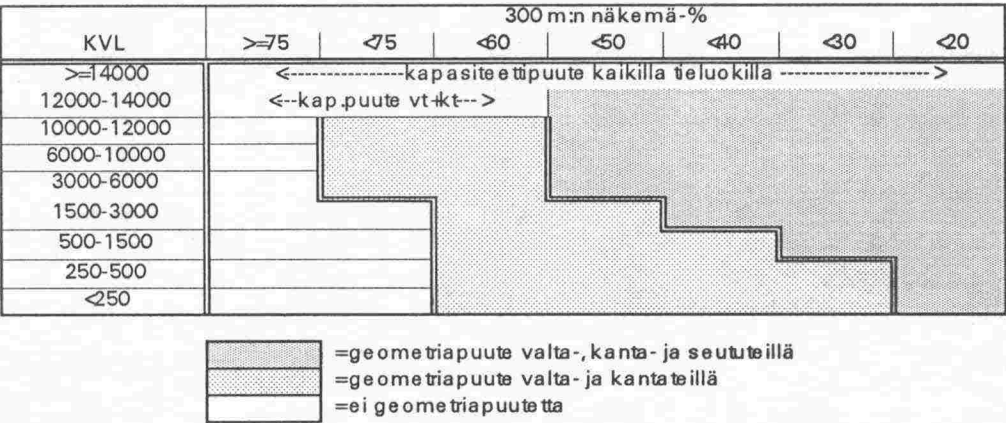 300 m:n näkemä-%
KVL >=75 <75 <60 <50 <40 <30 <20
>=14000 <--------------------kapasiteettipuute kaikilla tieluokilla ----------------------->
12000-14000 <--kap.puute vt+kt--->
10000-12000
6000-10000
3000-6000
1500-3000
500-1500
250-500
<250
=geometriapuute valta-, kanta- ja seututeillä
=geometriapuute valta- ja kantateillä
=ei geometriapuutetta